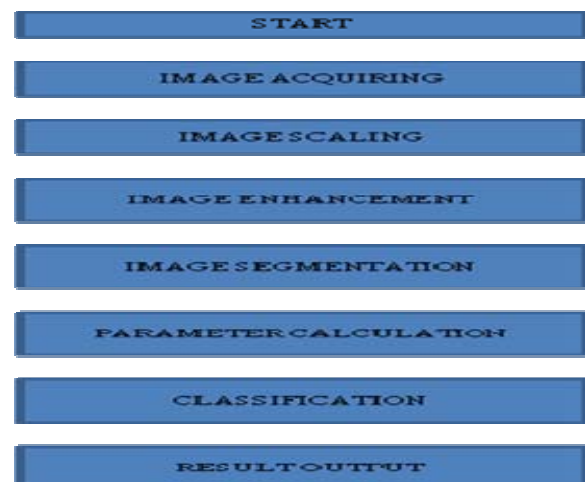 START
IMAGE ACQUIRING
IMAGE SCALING
IMAGE ENHANCEMENT
IMAGE SEGMENTATION
PARAMETER CALCULATION
CLASSIFICATION
RESULT OUTPUT